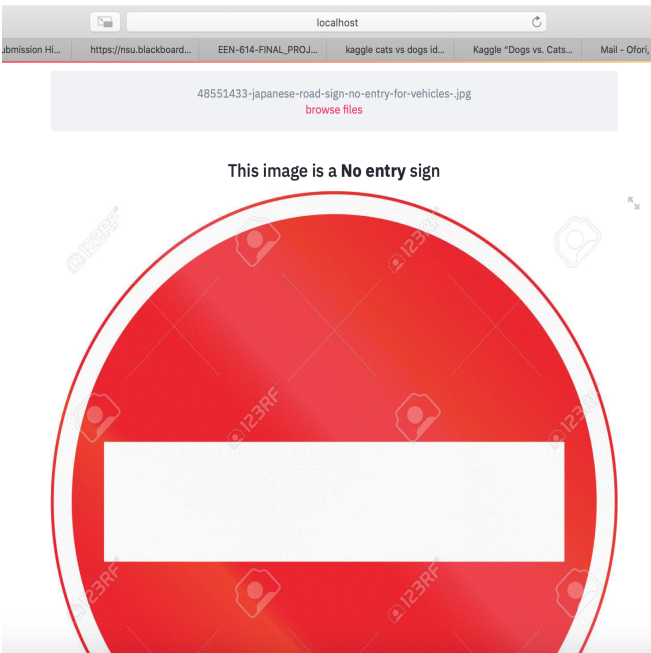 localhost
ubmission Hi...
https://nsu.blackboard...
EEN-614-FINAL_PROJ...
kaggle cats vs dogs id...
Kaggle “Dogs vs. Cats...
Mail - Ofori,
48551433-japanese-road-sign-no-entry-for-vehicles-.jpg
browse files
This image is a No entry sign
123RF
123RF
123RF
123RF
123RF
123RF